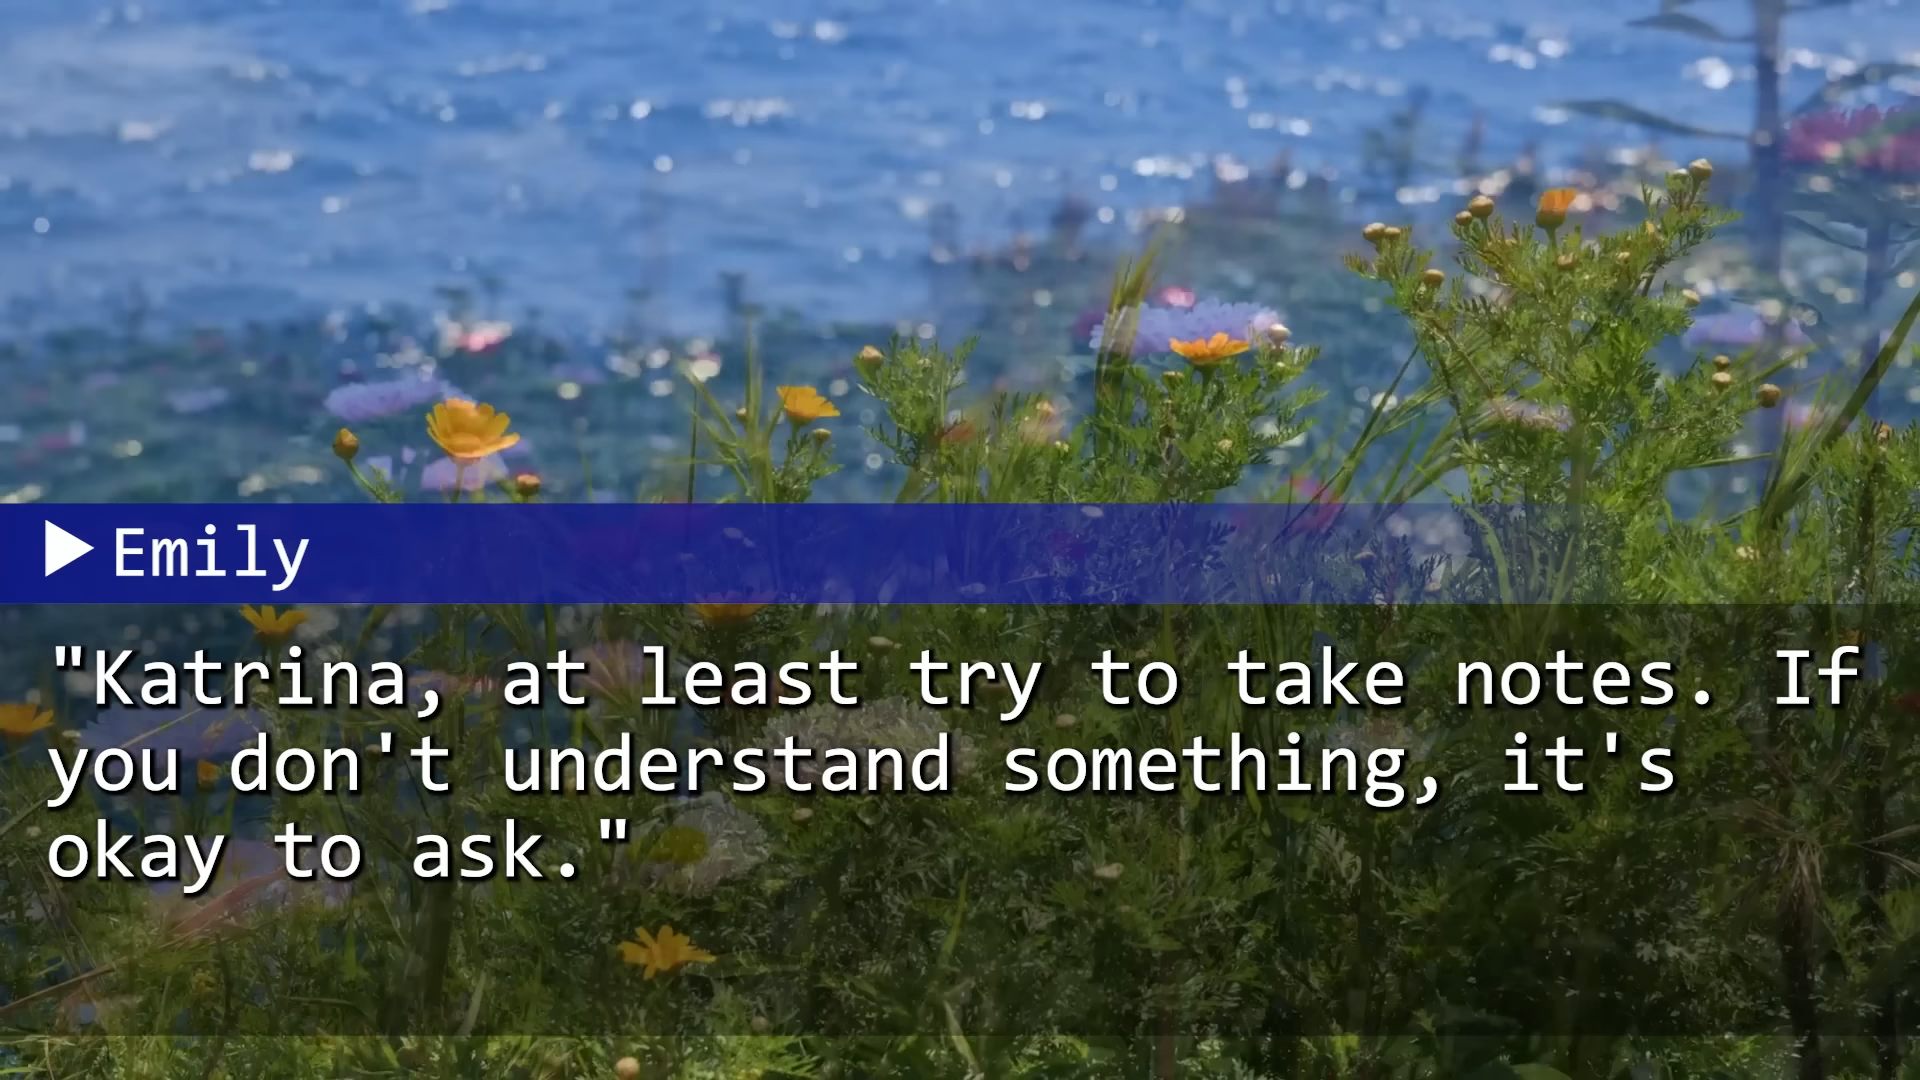 Emily
"Katrina, at least try to take notes. If
you don't understand something, it's
okay to ask."